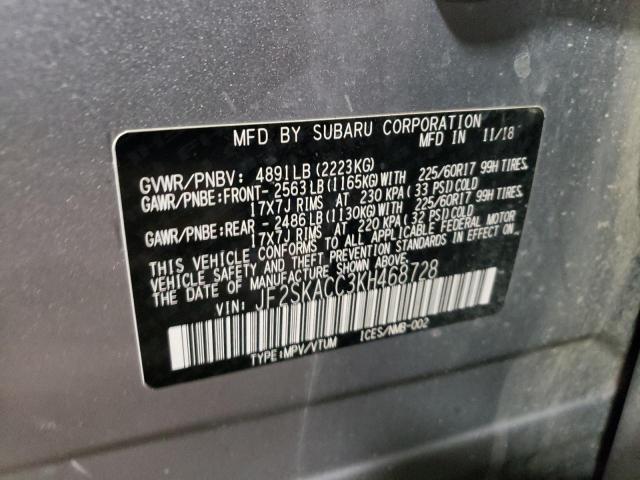 MFD BY SUBARU CORPORATION
MFD IN 11/18
GVWR/PNBV: 4891LB (2223KG)
GAWR/PNBE:FRONT- 2563LB(1165KG)WITH 225/60R17 99H TIRES,
17X7J RIMS AT 230 KPA (33 PSI)COLD
GAWR/PNBE:REAR - 2486LB(1130KG)WITH 225/60R17 99H TIRES,
17X7J RIMS AT 220 KPA (32 PSI)COLD
THIS VEHICLE CONFORMS TO ALL APPLICABLE FEDERAL MOTOR
VEHICLE SAFETY AND THEFT PREVENTION STANDARDS IN EFFECT ON
THE DATE OF MANUFACTURE SHOWN ABOVE.
VIN: JF2SKACC3KH468728
TYPE:MPV/VTUM ICES/NMB-002